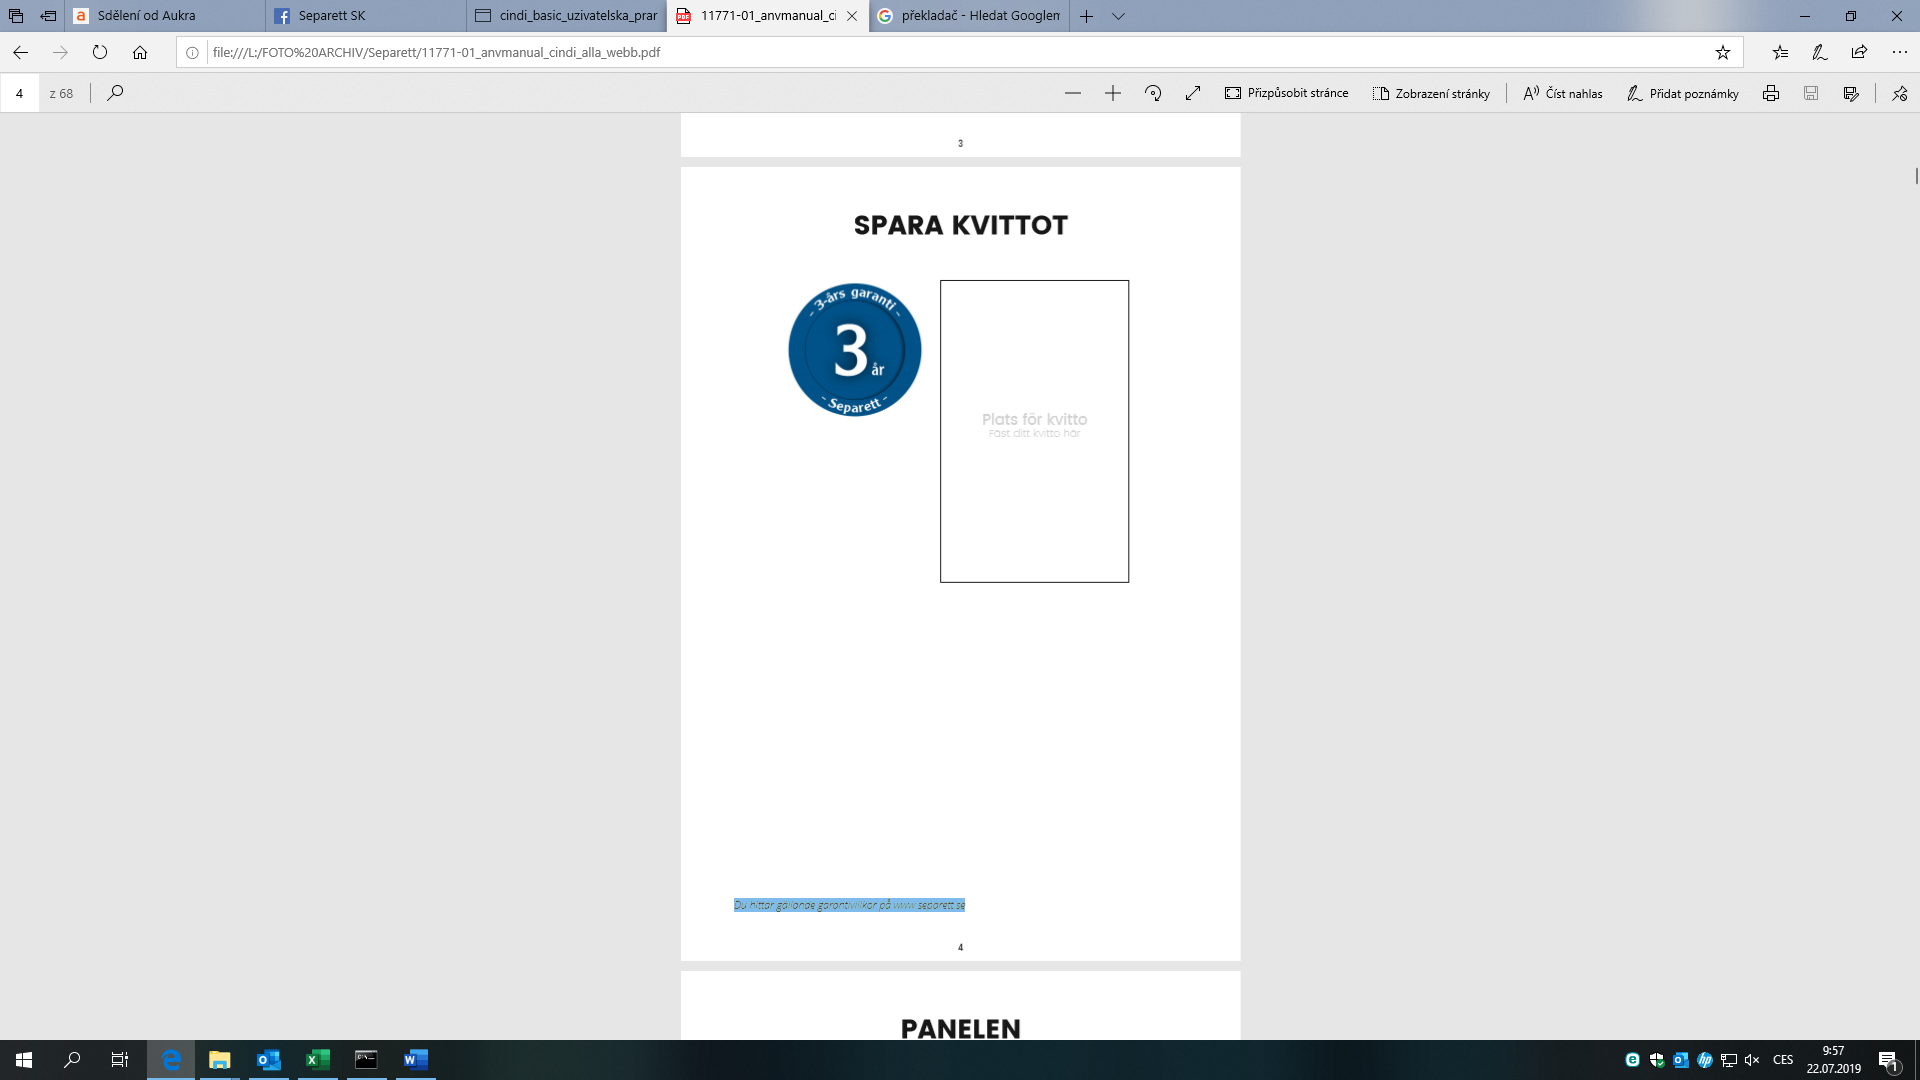 Sdělení od Aukra
Separett SK
cindi_basic_uzivatelska_prar
11771-01_anvmanual_ci
překladač - Hledat Googlem
file:///L:/FOTO%20ARCHIV/Separett/11771-01_anvmanual_cindi_alla_webb.pdf
4 z 68
Přizpůsobit stránce
Zobrazení stránky
Číst nahlas
Přidat poznámky
3
SPARA KVITTOT
- 3-års garanti -
3 år
- Separett -
Plats för kvitto
Fäst ditt kvitto här
Du hittar gällande garantivillkor på www.separett.se
4
PANELEN
CES
9:57
22.07.2019
1